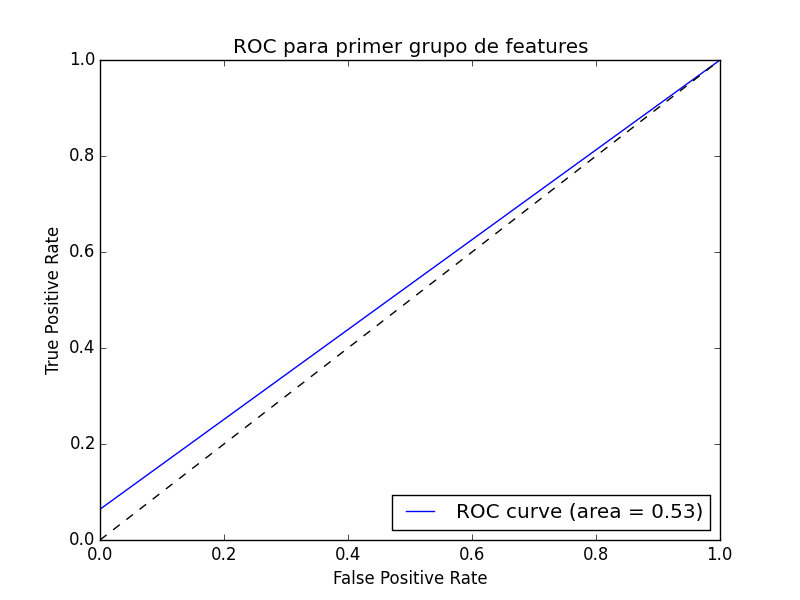 ROC para primer grupo de features
1.0
0.8
0.6
0.4
0.2
0.0
True Positive Rate
ROC curve (area = 0.53)
0.0 0.2 0.4 0.6 0.8 1.0
False Positive Rate